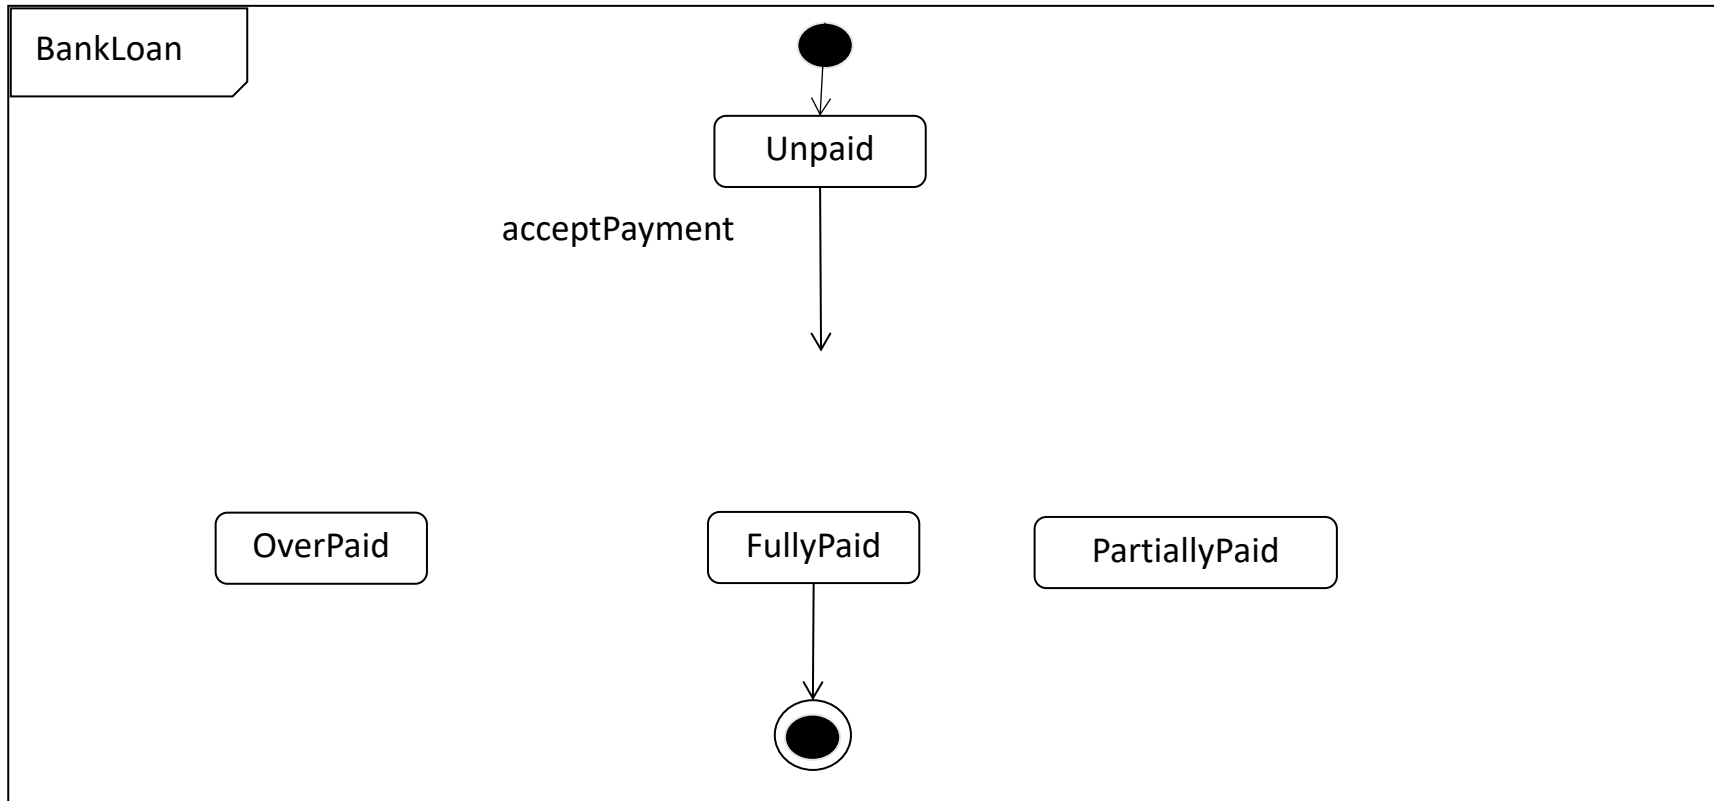 BankLoan
Unpaid
acceptPayment
OverPaid
FullyPaid
PartiallyPaid